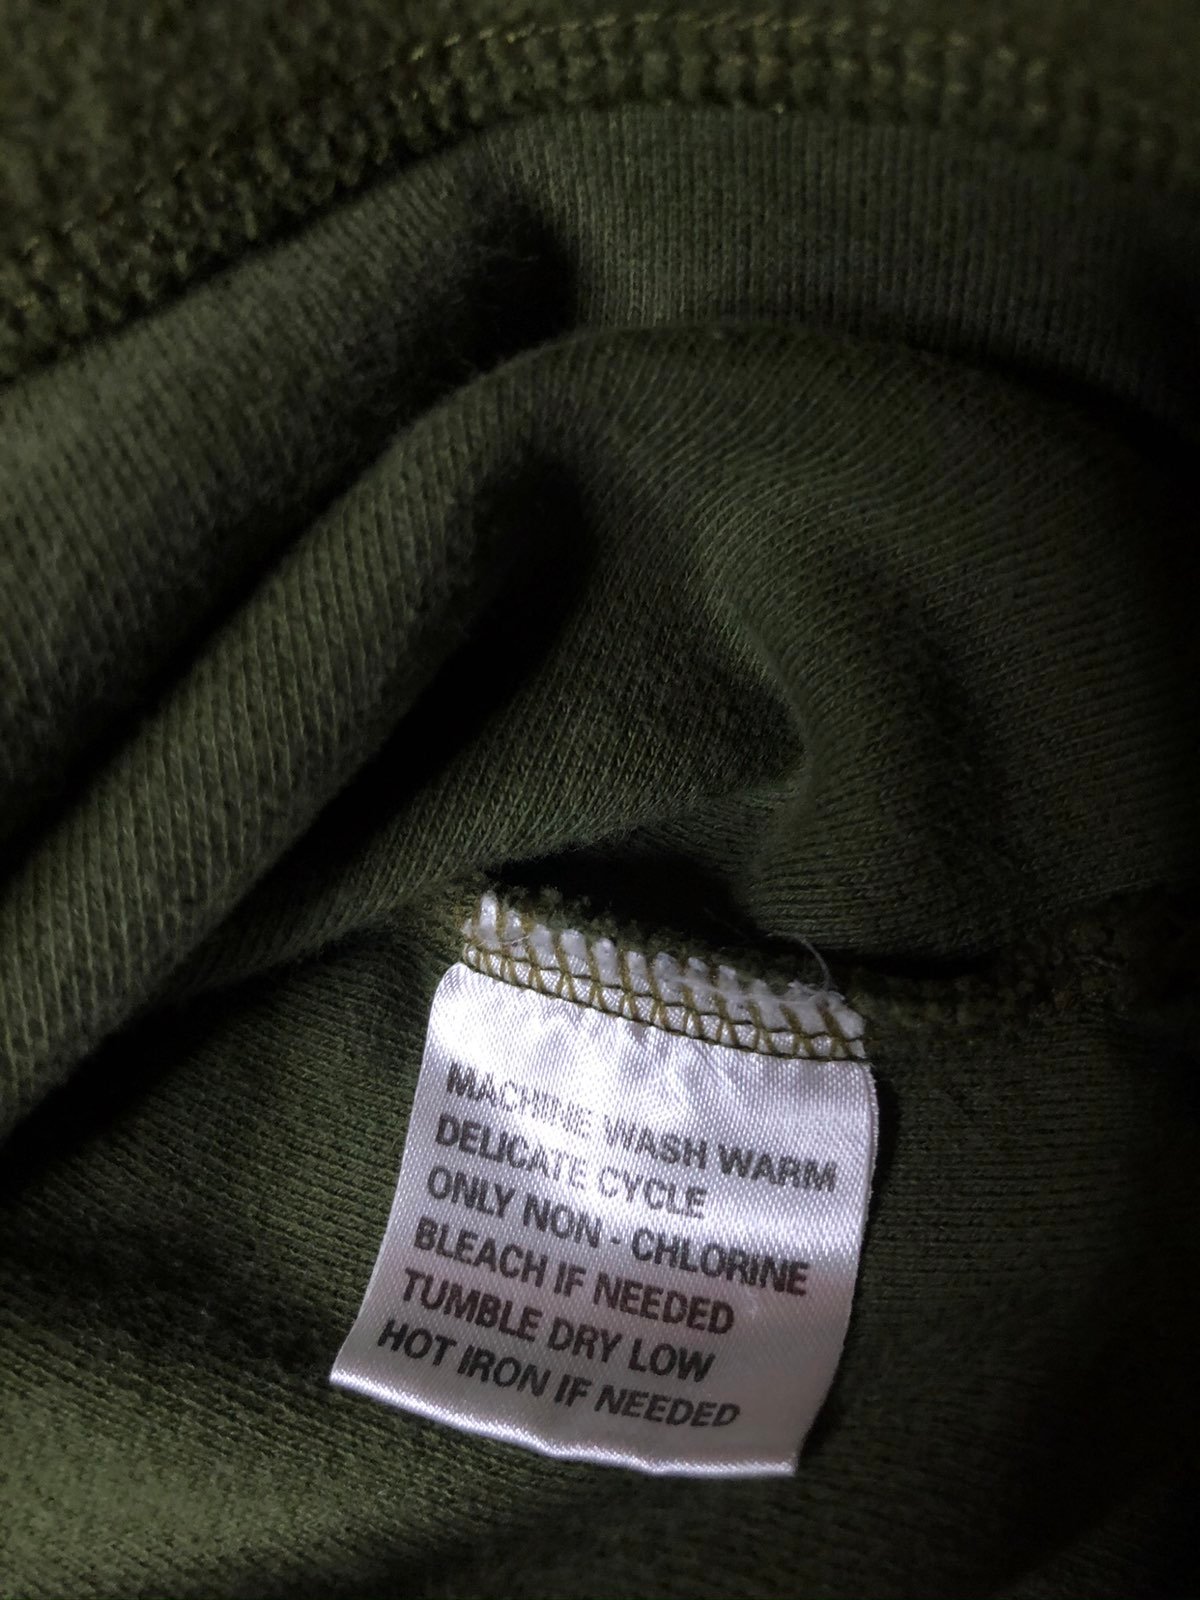 MACHINE WASH WARM
DELICATE CYCLE
ONLY NON - CHLORINE
BLEACH IF NEEDED
TUMBLE DRY LOW
HOT IRON IF NEEDED